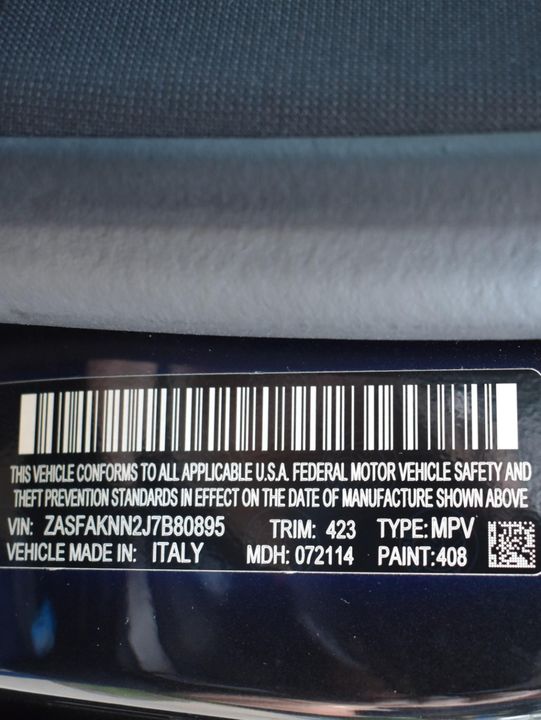 THIS VEHICLE CONFORMS TO ALL APPLICABLE U.S.A. FEDERAL MOTOR VEHICLE SAFETY AND
THEFT PREVENTION STANDARDS IN EFFECT ON THE DATE OF MANUFACTURE SHOWN ABOVE
VIN: ZASFAKNN2J7B80895 TRIM: 423 TYPE:MPV
VEHICLE MADE IN: ITALY MDH: 072114 PAINT:408